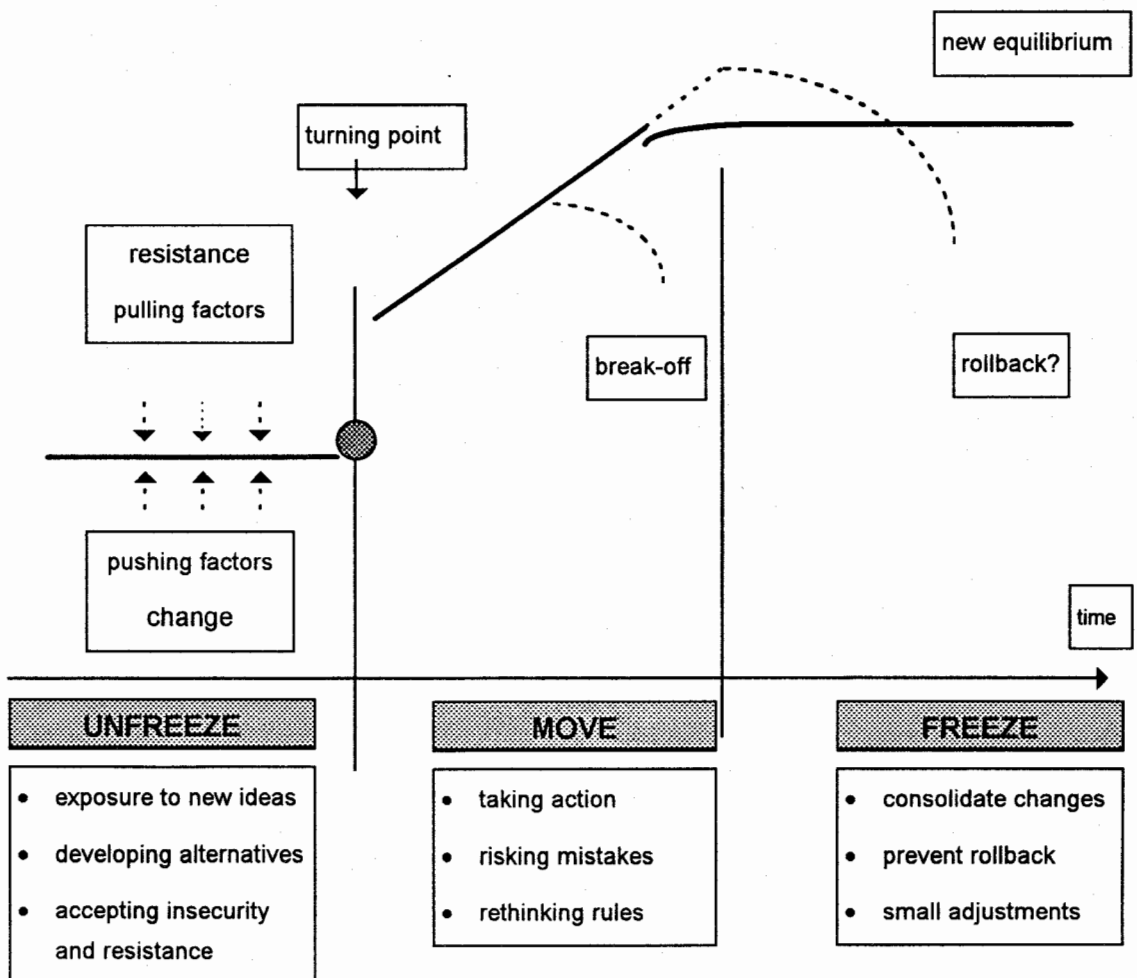 new equilibrium
turning point
resistance
pulling factors
break-off
rollback?
pushing factors
change
time
UNFREEZE
• exposure to new ideas
• developing alternatives
• accepting insecurity
and resistance
MOVE
• taking action
• risking mistakes
• rethinking rules
FREEZE
• consolidate changes
• prevent rollback
• small adjustments